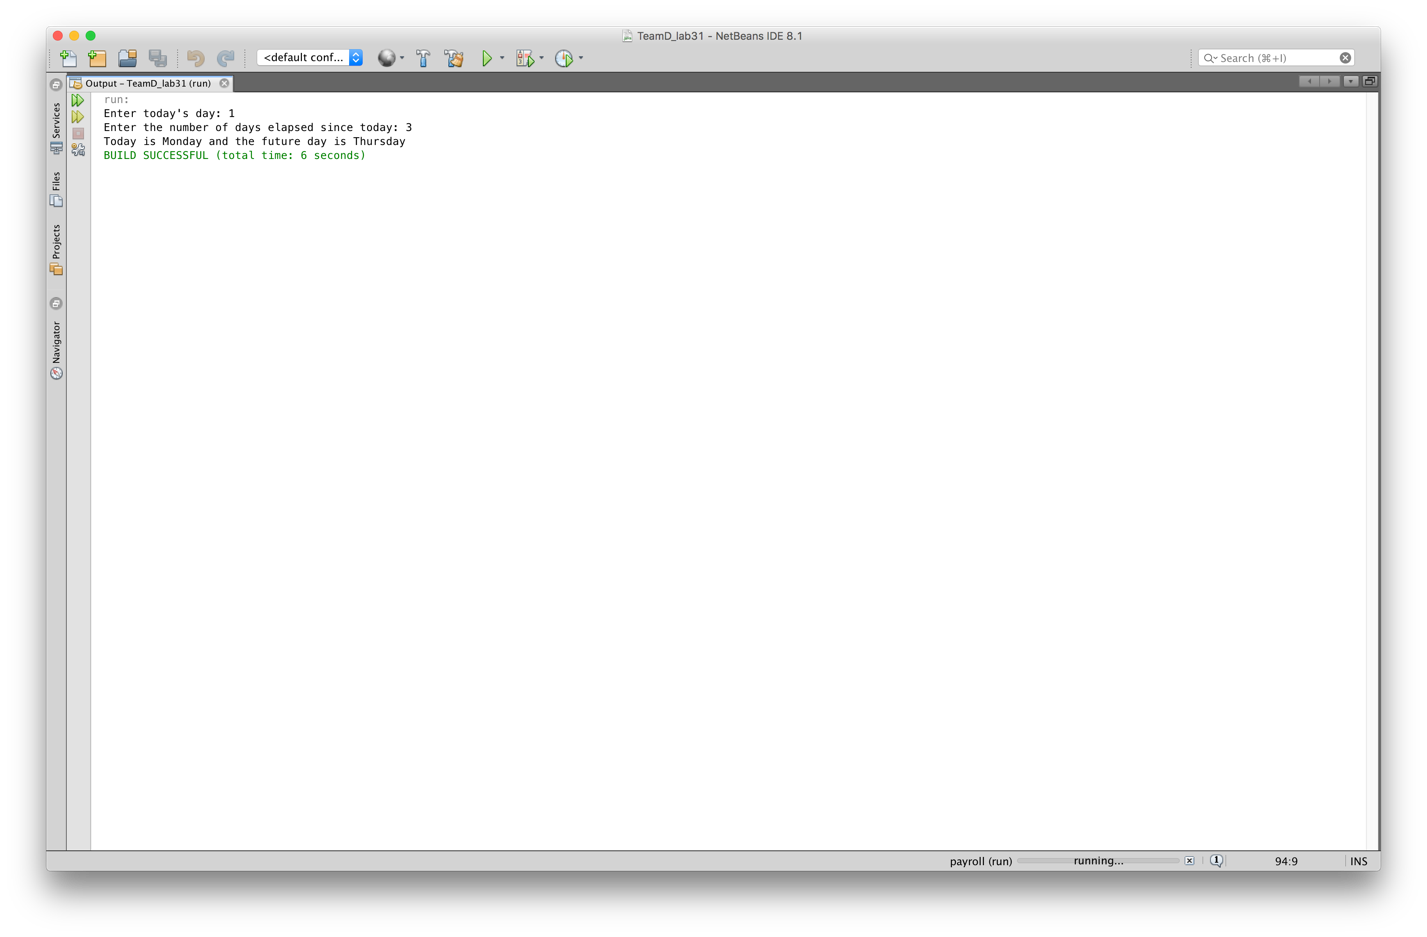 TeamD_lab31 - NetBeans IDE 8.1
<default conf...
Search (⌘+I)
Output – TeamD_lab31 (run)
Services
Files
Projects
Navigator
run:
Enter today's day: 1
Enter the number of days elapsed since today: 3
Today is Monday and the future day is Thursday
BUILD SUCCESSFUL (total time: 6 seconds)
payroll (run) running... 1 94:9 INS